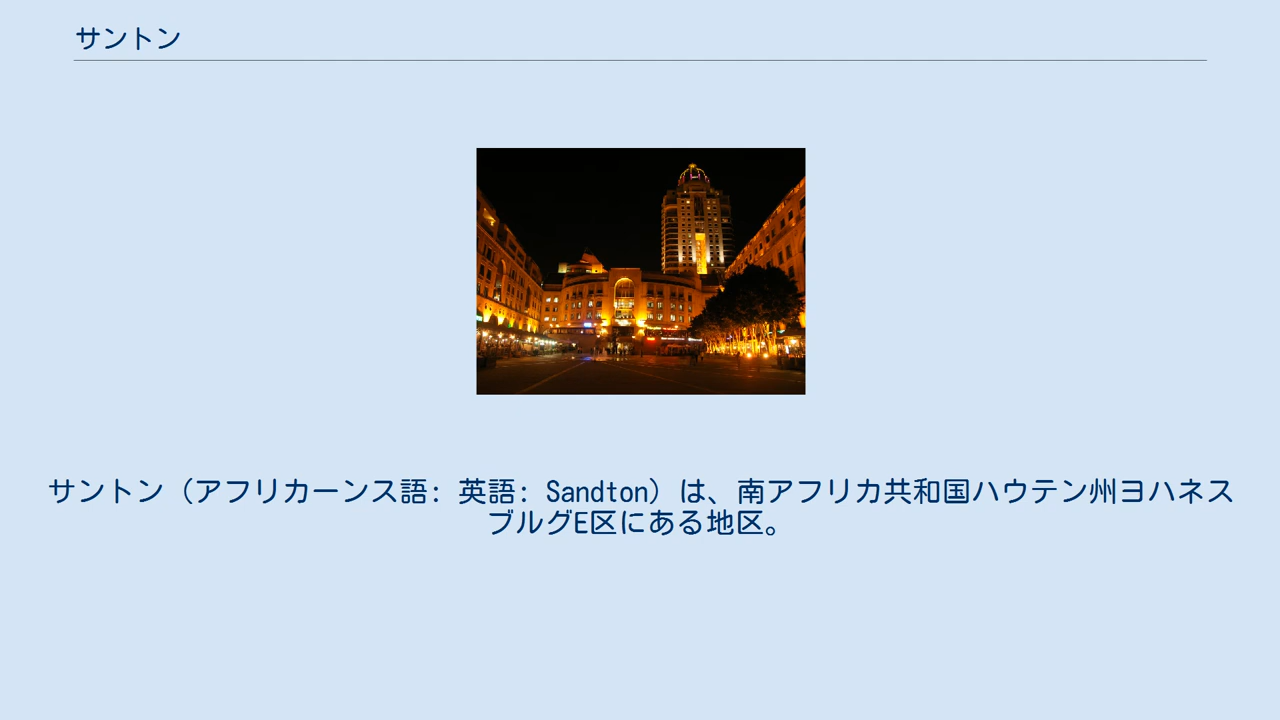 サントン
サントン（アフリカーンス語: 英語: Sandton）は、南アフリカ共和国ハウテン州ヨハネス
ブルグE区にある地区。